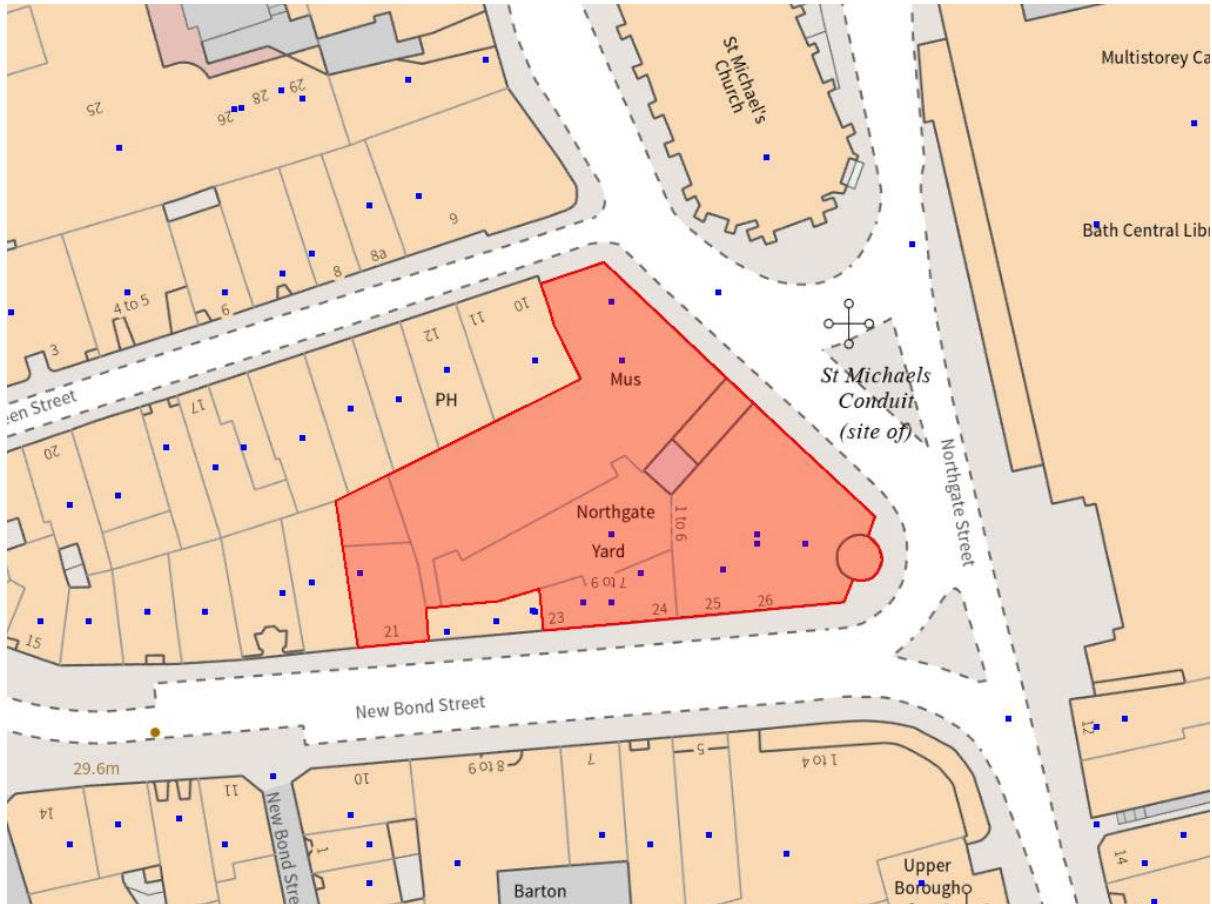 25
26
28
29
St Michael's
Church
Multistorey Ca
Bath Central Libr
3
4 to 5
6
8
8a
9
een Street
10
11
12
PH
17
20
Mus
St Michaels
Conduit
(site of)
Northgate Street
Northgate
Yard
1 to 6
7 to 9
15
21
23
24
25
26
New Bond Street
29.6m
14
11
10
8 to 9
7
5
1 to 4
12
New Bond Stre
1
Barton
Upper
Borough
14